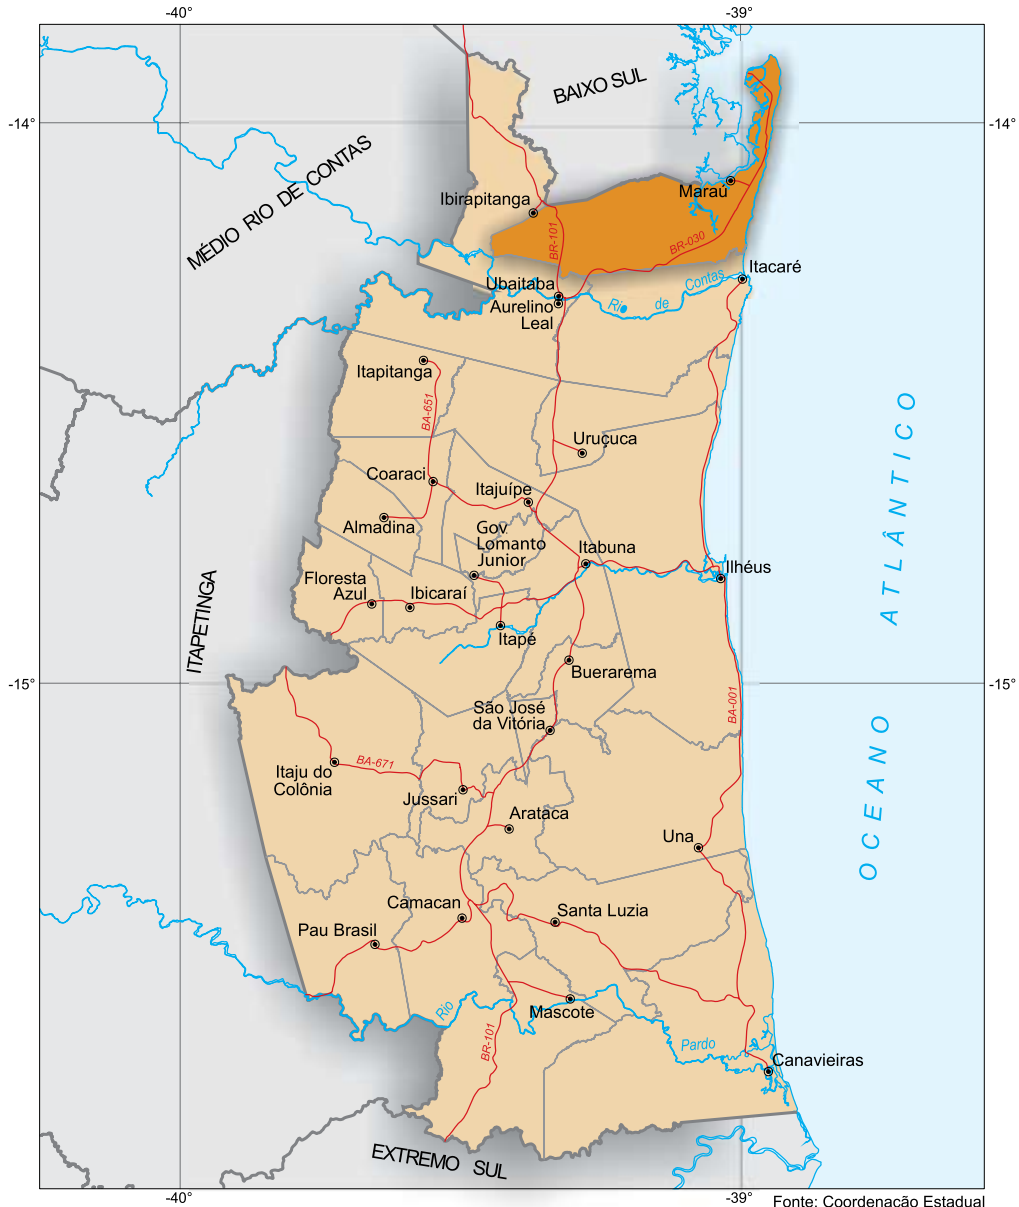 -40°
-39°
BAIXO SUL
-14°
-14°
MÉDIO RIO DE CONTAS
Maraú
Ibirapitanga
BR-101
BR-030
Itacaré
Ubaitaba
Rio de Contas
Aurelino
Leal
Itapitanga
BA-651
ATLÂNTICO
Uruçuca
Coaraci
Itajuípe
Almadina
Gov.
Lomanto
Junior
Itabuna
Ilhéus
Floresta
Azul
Ibicaraí
ITAPETINGA
Itapé
Buerarema
-15°
-15°
São José
da Vitória
BA-001
OCEANO
BA-671
Itaju do
Colônia
Jussari
Arataca
Una
Camacan
Santa Luzia
Pau Brasil
Rio
Mascote
BR-101
Pardo
Canavieiras
EXTREMO SUL
-40°
-39°
Fonte: Coordenação Estadual